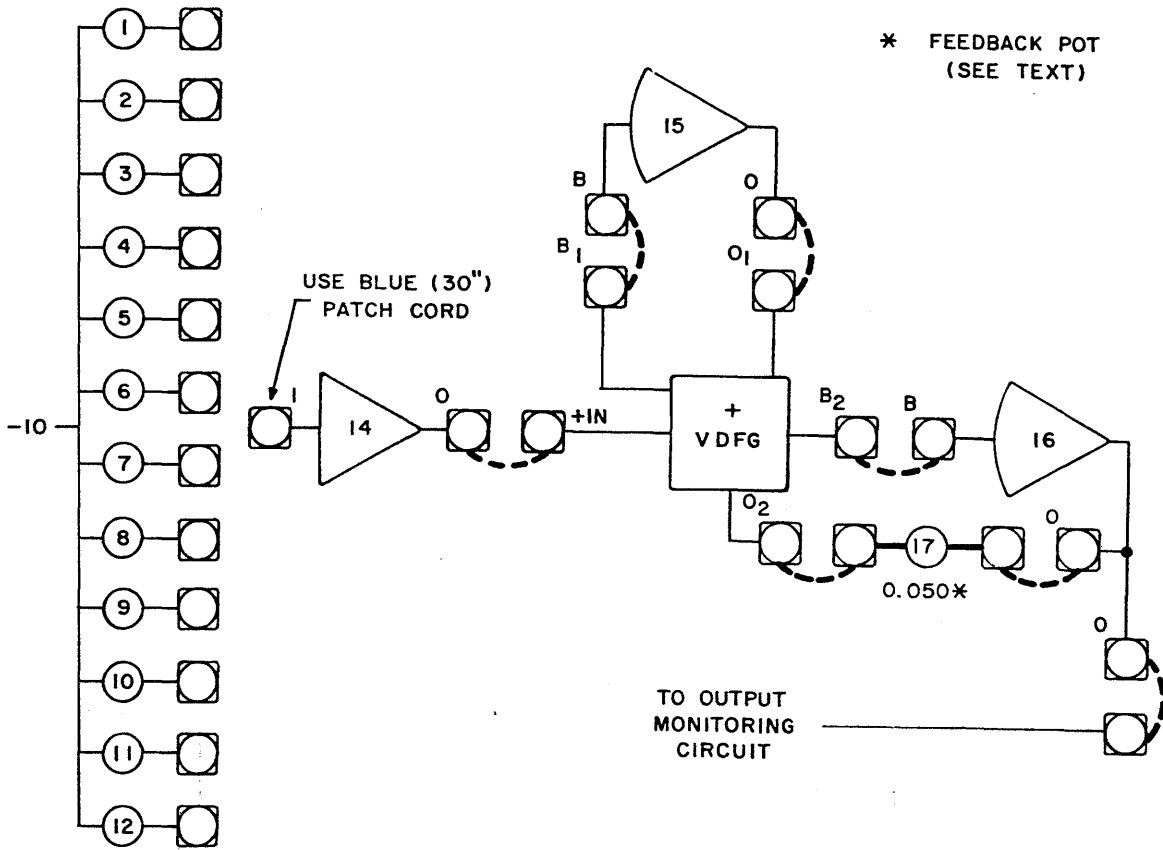 1
2
3
4
5
6
7
8
9
10
11
12
-10
* FEEDBACK POT
(SEE TEXT)
15
B
O
B1
O1
USE BLUE (30")
PATCH CORD
1
14
O
+IN
+
VDFG
B2
B
16
O2
17
O
0.050*
O
TO OUTPUT
MONITORING
CIRCUIT